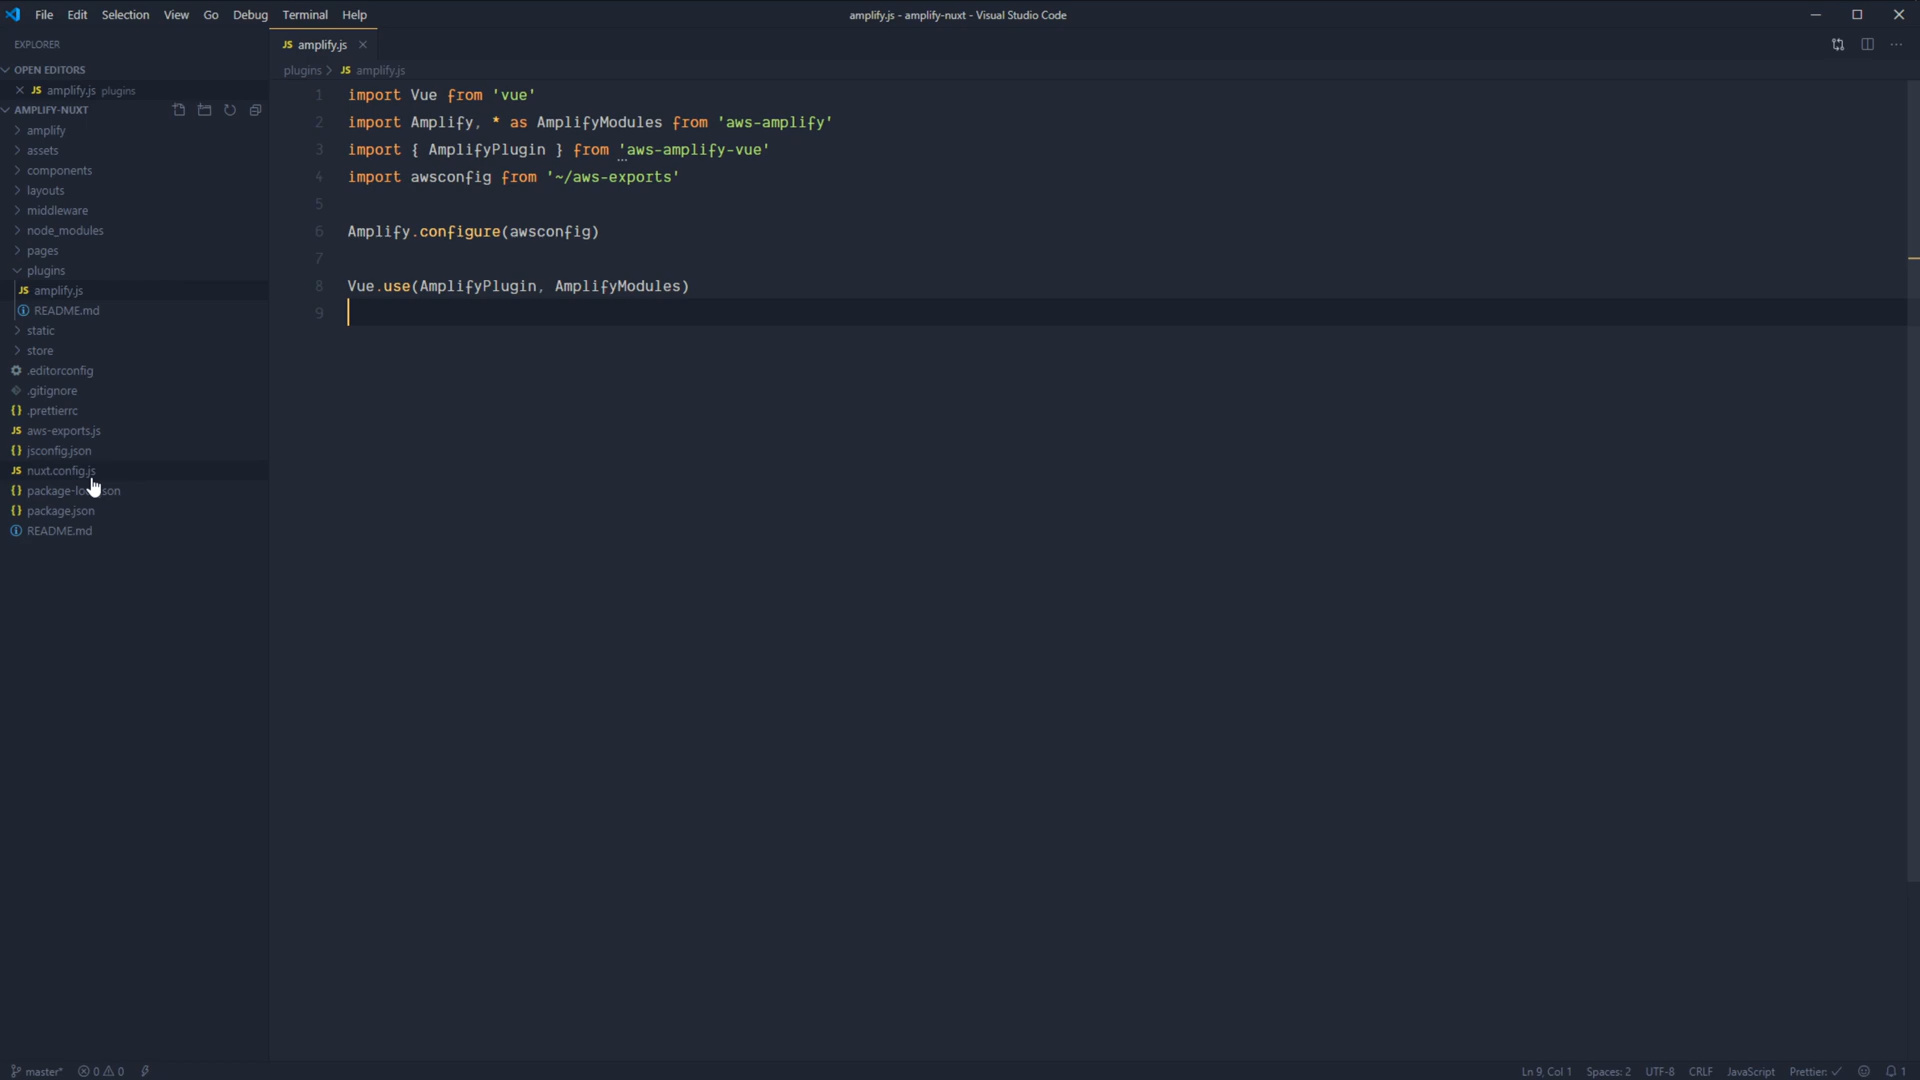 File Edit Selection View Go Debug Terminal Help
amplify.js - amplify-nuxt - Visual Studio Code
EXPLORER
OPEN EDITORS
JS amplify.js plugins
AMPLIFY-NUXT
amplify
assets
components
layouts
middleware
node_modules
pages
plugins
JS amplify.js
README.md
static
store
.editorconfig
.gitignore
{} .prettierrc
JS aws-exports.js
{} jsconfig.json
JS nuxt.config.js
{}
{} package.json
README.md
JS amplify.js
plugins > JS amplify.js
1 import Vue from 'vue'
2 import Amplify, * as AmplifyModules from 'aws-amplify'
3 import { AmplifyPlugin } from 'aws-amplify-vue'
4 import awsconfig from '~/aws-exports'
5
6 Amplify.configure(awsconfig)
7
8 Vue.use(AmplifyPlugin, AmplifyModules)
9
master* 0 0
Ln 9, Col 1 Spaces: 2 UTF-8 CRLF JavaScript Prettier: ✓ 1